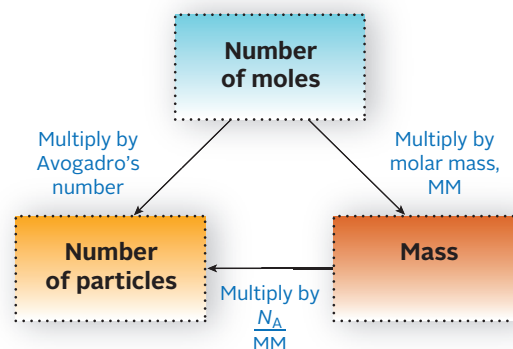 Number
of moles
Multiply by
Avogadro's
number
Multiply by
molar mass,
MM
Number
of particles
Mass
Multiply by
N_A
MM